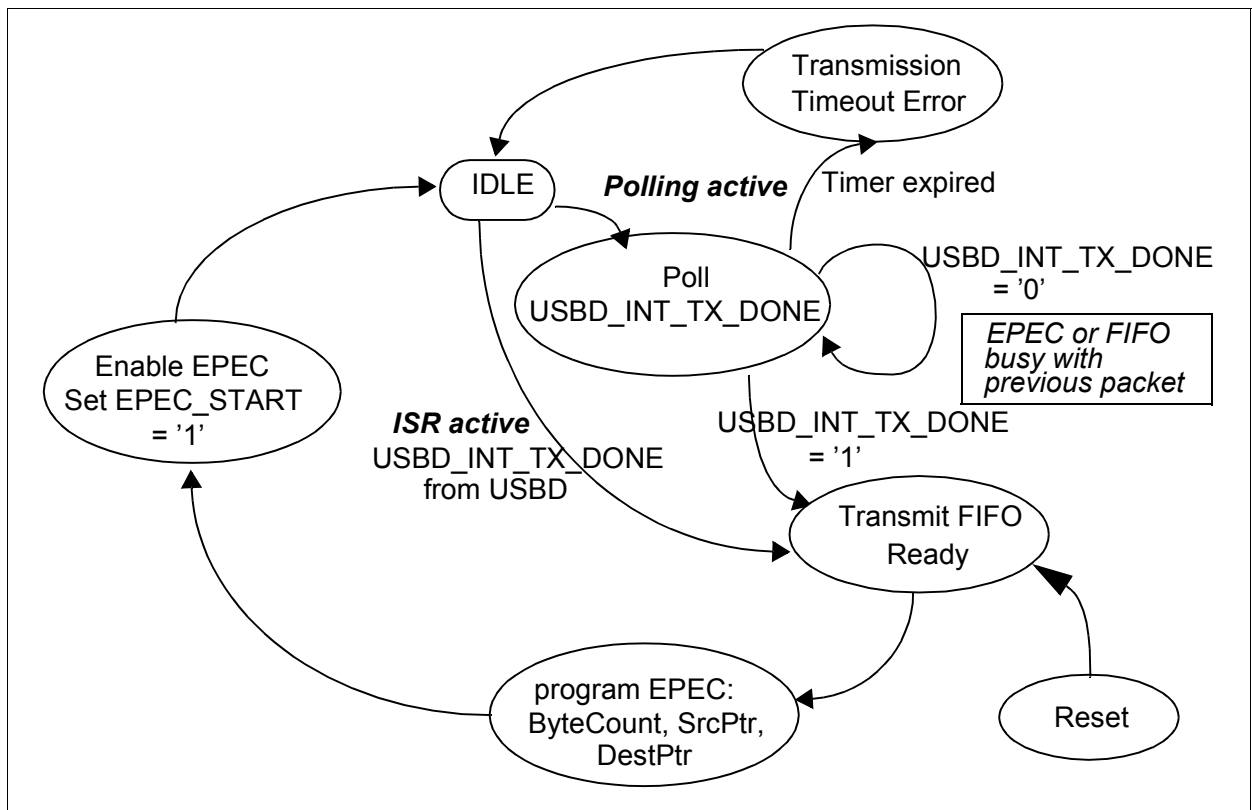 Transmission
Timeout Error
IDLE
Polling active
Timer expired
Poll
USBD_INT_TX_DONE
USBD_INT_TX_DONE
= '0'
EPEC or FIFO
busy with
previous packet
Enable EPEC
Set EPEC_START
= ’1’
ISR active
USBD_INT_TX_DONE
from USBD
USBD_INT_TX_DONE
= ’1’
Transmit FIFO
Ready
program EPEC:
ByteCount, SrcPtr,
DestPtr
Reset